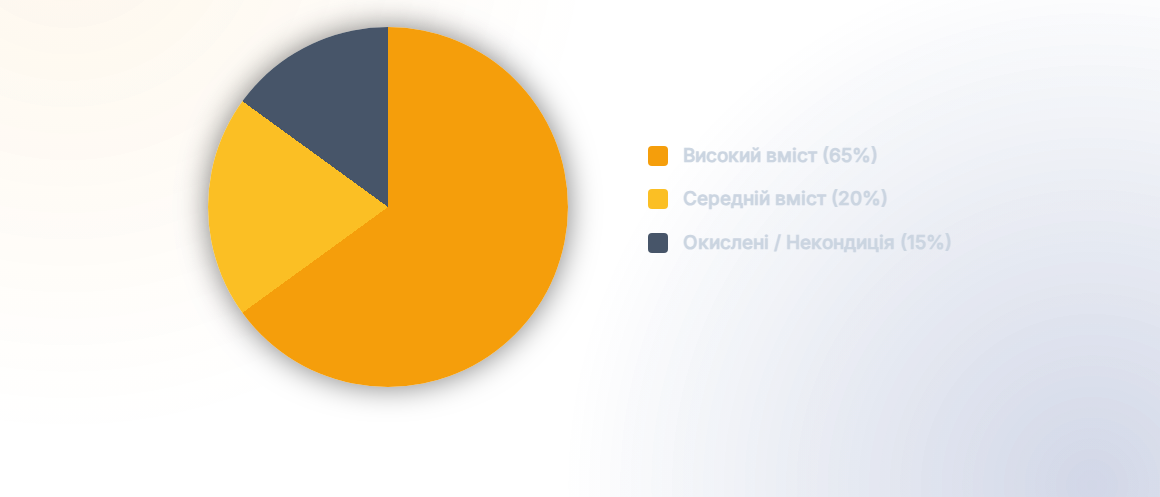 Високий вміст (65%)
Середній вміст (20%)
Окислені / Некондиція (15%)